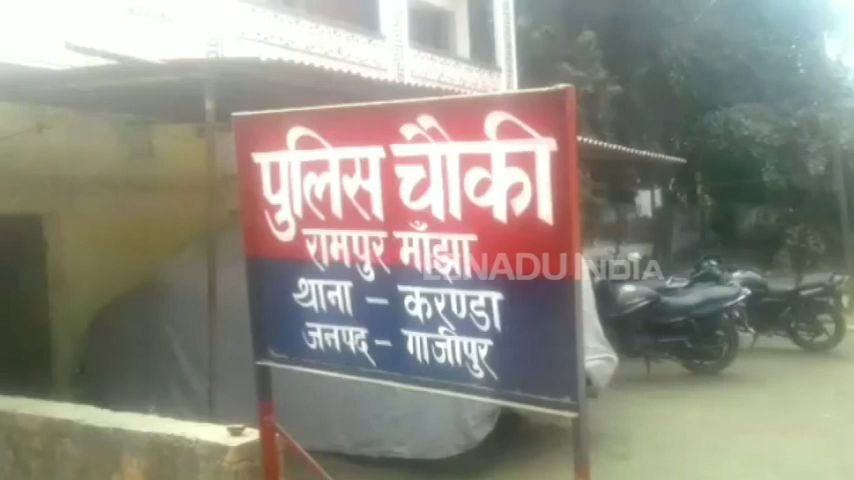 पुलिस चौकी
रामपुर माँझा
थाना - करण्डा
जनपद - गाजीपुर
EENADU INDIA